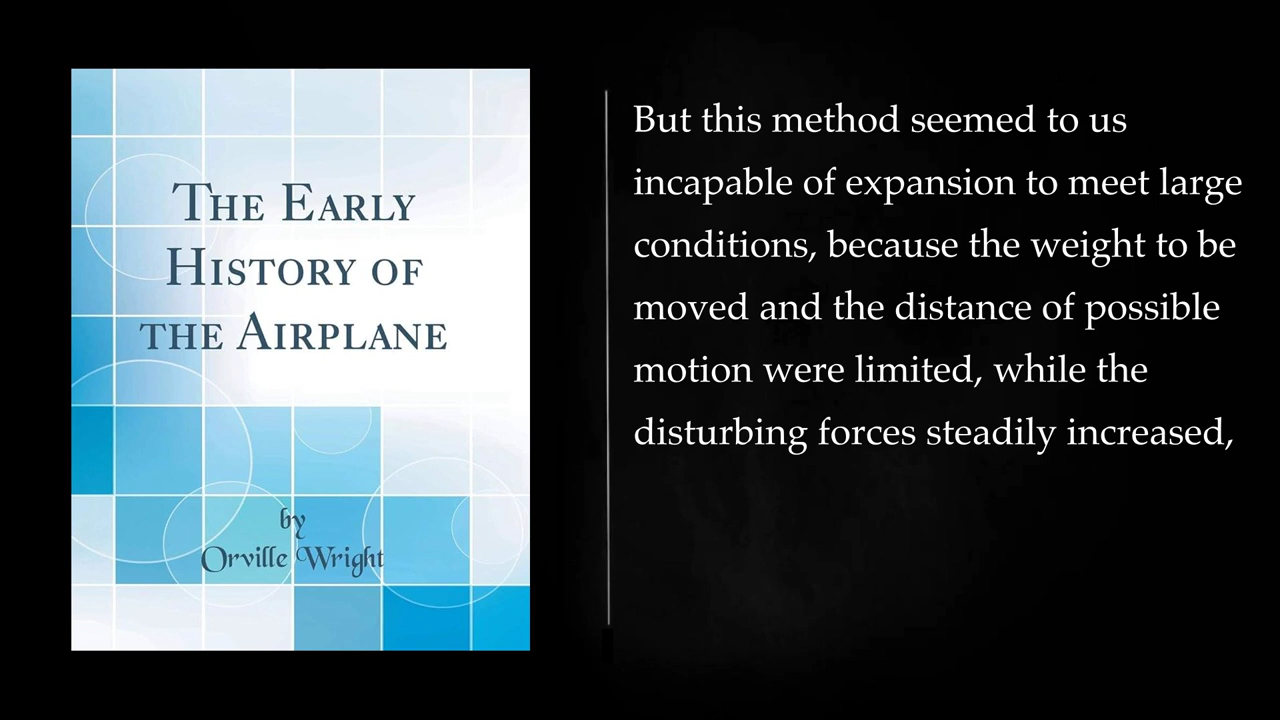 The Early
History of
the Airplane
by
Orville Wright
But this method seemed to us
incapable of expansion to meet large
conditions, because the weight to be
moved and the distance of possible
motion were limited, while the
disturbing forces steadily increased,